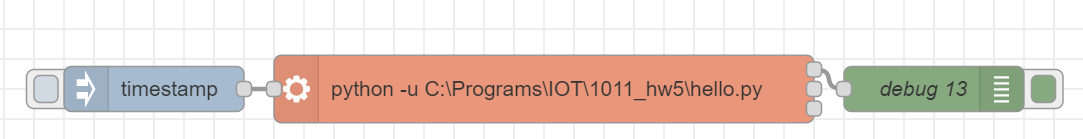 timestamp
python -u C:\Programs\IOT\1011_hw5\hello.py
debug 13